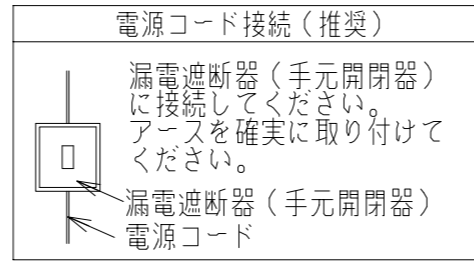 電源コード接続(推奨)
漏電遮断器(手元開閉器)
に接続してください。
アースを確実に取り付けて
ください。
漏電遮断器(手元開閉器)
電源コード